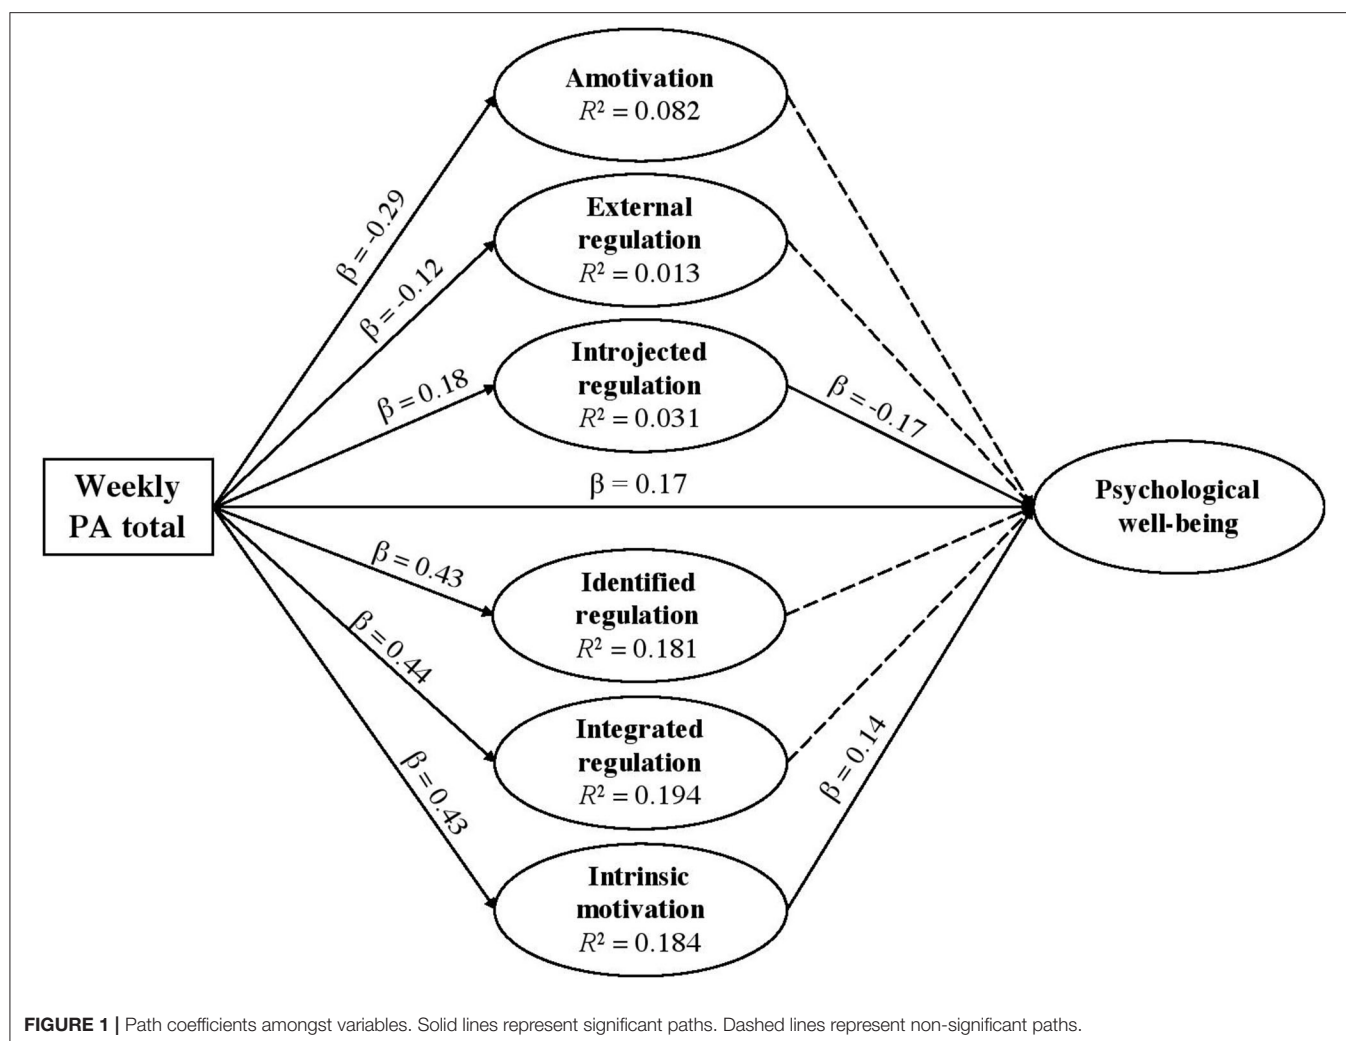 Amotivation
R² = 0.082
External
regulation
R² = 0.013
Introjected
regulation
R² = 0.031
β = -0.29
β = -0.12
β = 0.18
β = -0.17
β = 0.17
Weekly
PA total
Psychological
well-being
β = 0.43
β = 0.44
β = 0.43
Identified
regulation
R² = 0.181
Integrated
regulation
R² = 0.194
β = 0.14
Intrinsic
motivation
R² = 0.184
FIGURE 1 | Path coefficients amongst variables. Solid lines represent significant paths. Dashed lines represent non-significant paths.